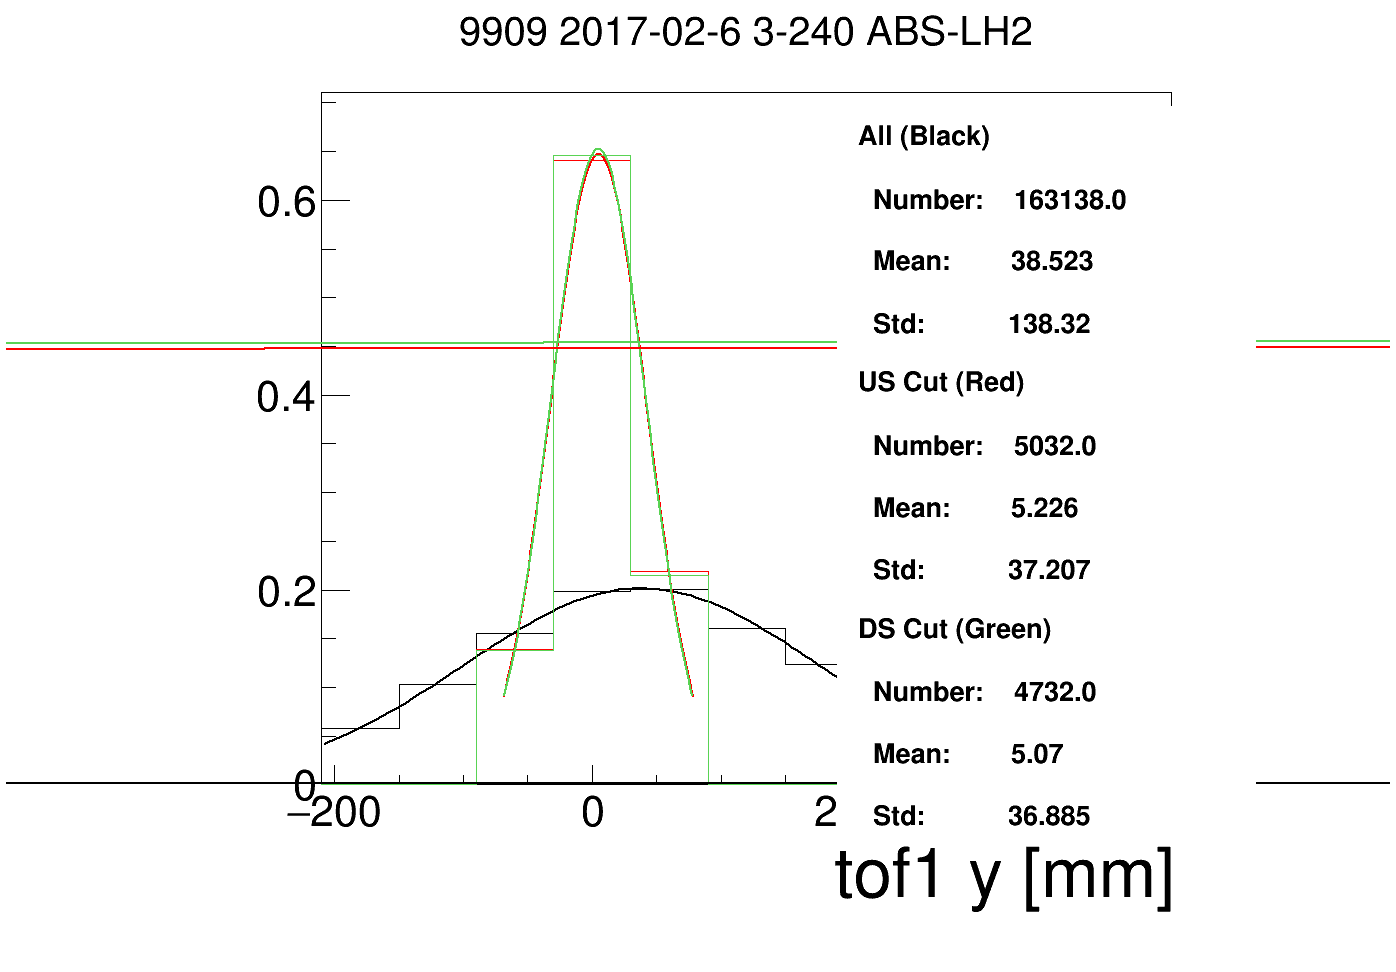 9909 2017-02-6 3-240 ABS-LH2
All (Black)
Number: 163138.0
Mean: 38.523
Std: 138.32
US Cut (Red)
Number: 5032.0
Mean: 5.226
Std: 37.207
DS Cut (Green)
Number: 4732.0
Mean: 5.07
Std: 36.885
0.6
0.4
0.2
0
−200 0 2
tof1 y [mm]